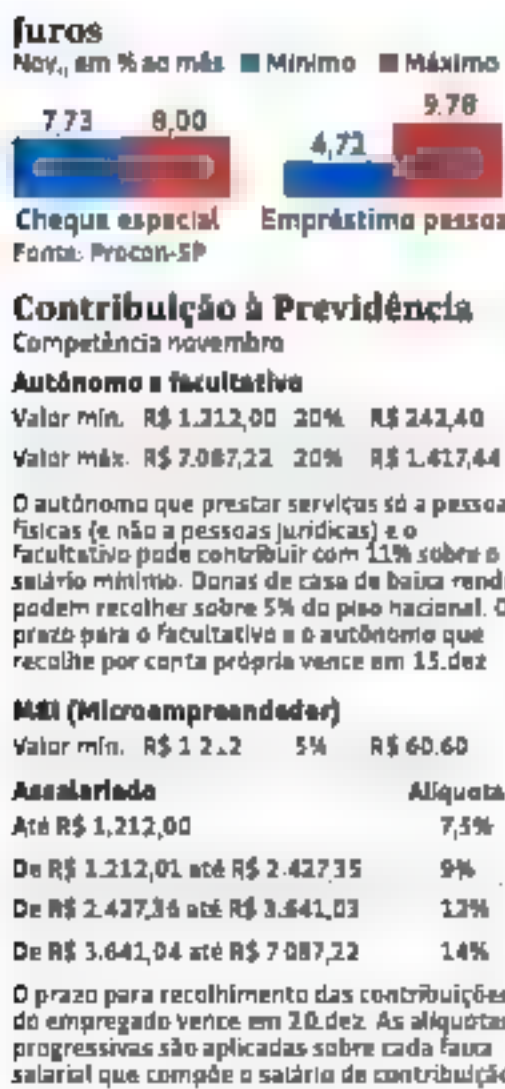 Juros
Nov., em % ao mês Mínimo Máximo
7,73 8,00 4,72 9.78
Cheque especial Empréstimo pessoa
Fonte: Procon-SP
Contribuição à Previdência
Competência novembro
Autônomo e facultativo
Valor mín. R$ 1.212,00 20% R$ 242,40
Valor máx. R$ 7.087,22 20% R$ 1.417,44
O autônomo que prestar serviços só a pessoa
físicas (e não a pessoas jurídicas) e o
facultativo pode contribuir com 11% sobre o
salário mínimo. Donas de casa de baixa rend
podem recolher sobre 5% do piso nacional. O
prazo para o facultativo e o autônomo que
recolhe por conta própria vence em 15.dez
MEI (Microempreendedor)
Valor mín. R$ 5% R$ 60.60
Assalariado Alíquota
Até R$ 1.212,00 7,5%
De R$ 1.212,01 até R$ 2.427,35 9%
De R$ 2.427,36 até R$ 3.641,03 12%
De R$ 3.641,04 até R$ 7.087,22 14%
O prazo para recolhimento das contribuições
do empregado vence em 20.dez. As alíquotas
progressivas são aplicadas sobre cada faixa
salarial que compõe o salário de contribuição